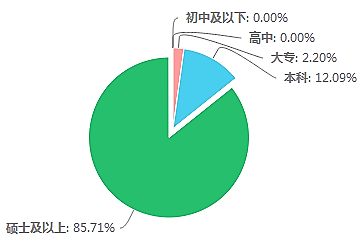 初中及以下: 0.00%
高中: 0.00%
大专: 2.20%
本科: 12.09%
硕士及以上: 85.71%